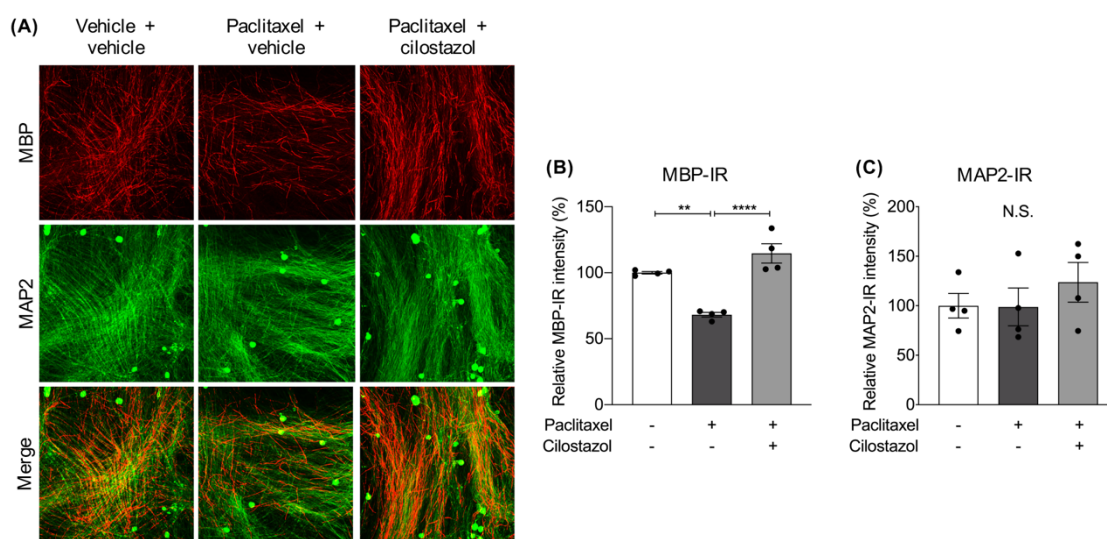 (A)
Vehicle + vehicle
Paclitaxel + vehicle
Paclitaxel + cilostazol
MBP
MAP2
Merge
(B)
MBP-IR
Relative MBP-IR intensity (%)
150
100
50
0
** ****
Paclitaxel - + +
Cilostazol - - +
(C)
MAP2-IR
Relative MAP2-IR intensity (%)
200
150
100
50
0
N.S.
Paclitaxel - + +
Cilostazol - - +